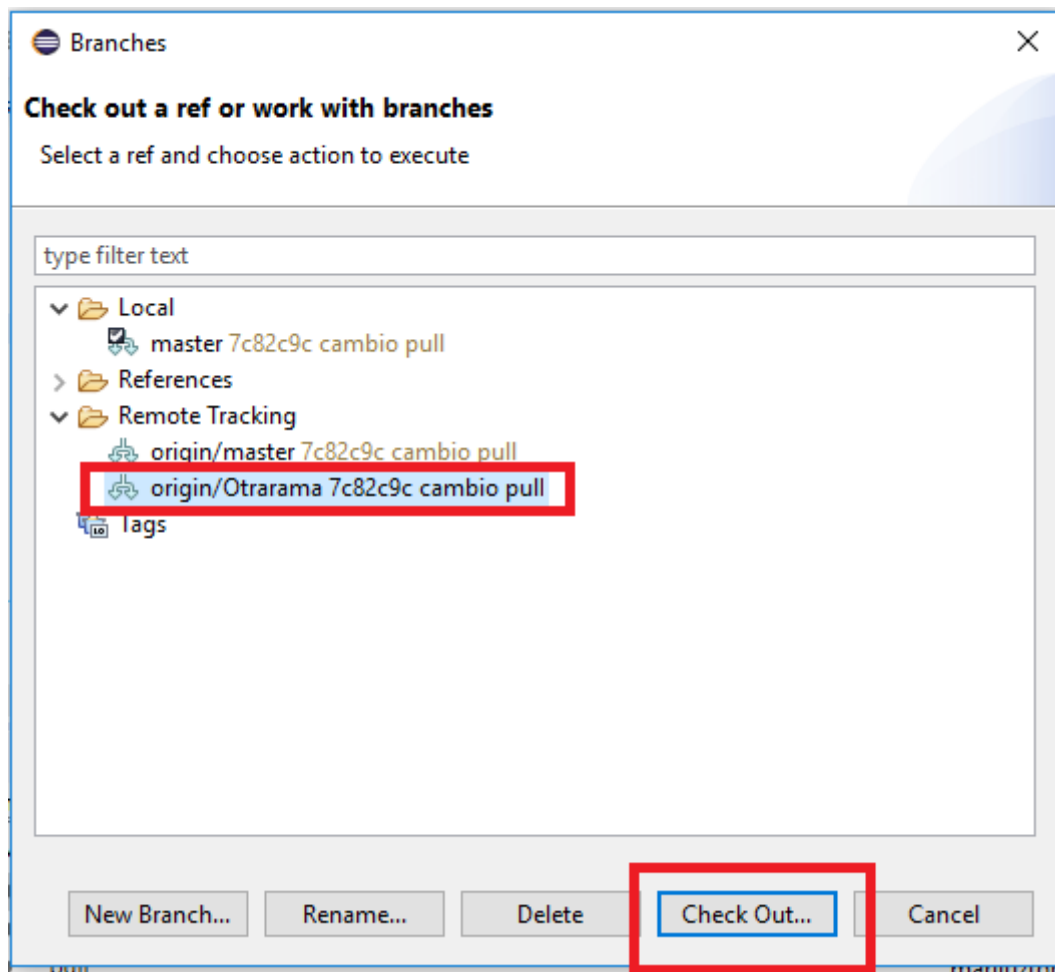 Branches
Check out a ref or work with branches
Select a ref and choose action to execute
type filter text
Local
master 7c82c9c cambio pull
References
Remote Tracking
origin/master 7c82c9c cambio pull
origin/Otrarama 7c82c9c cambio pull
Tags
New Branch... Rename... Delete Check Out... Cancel